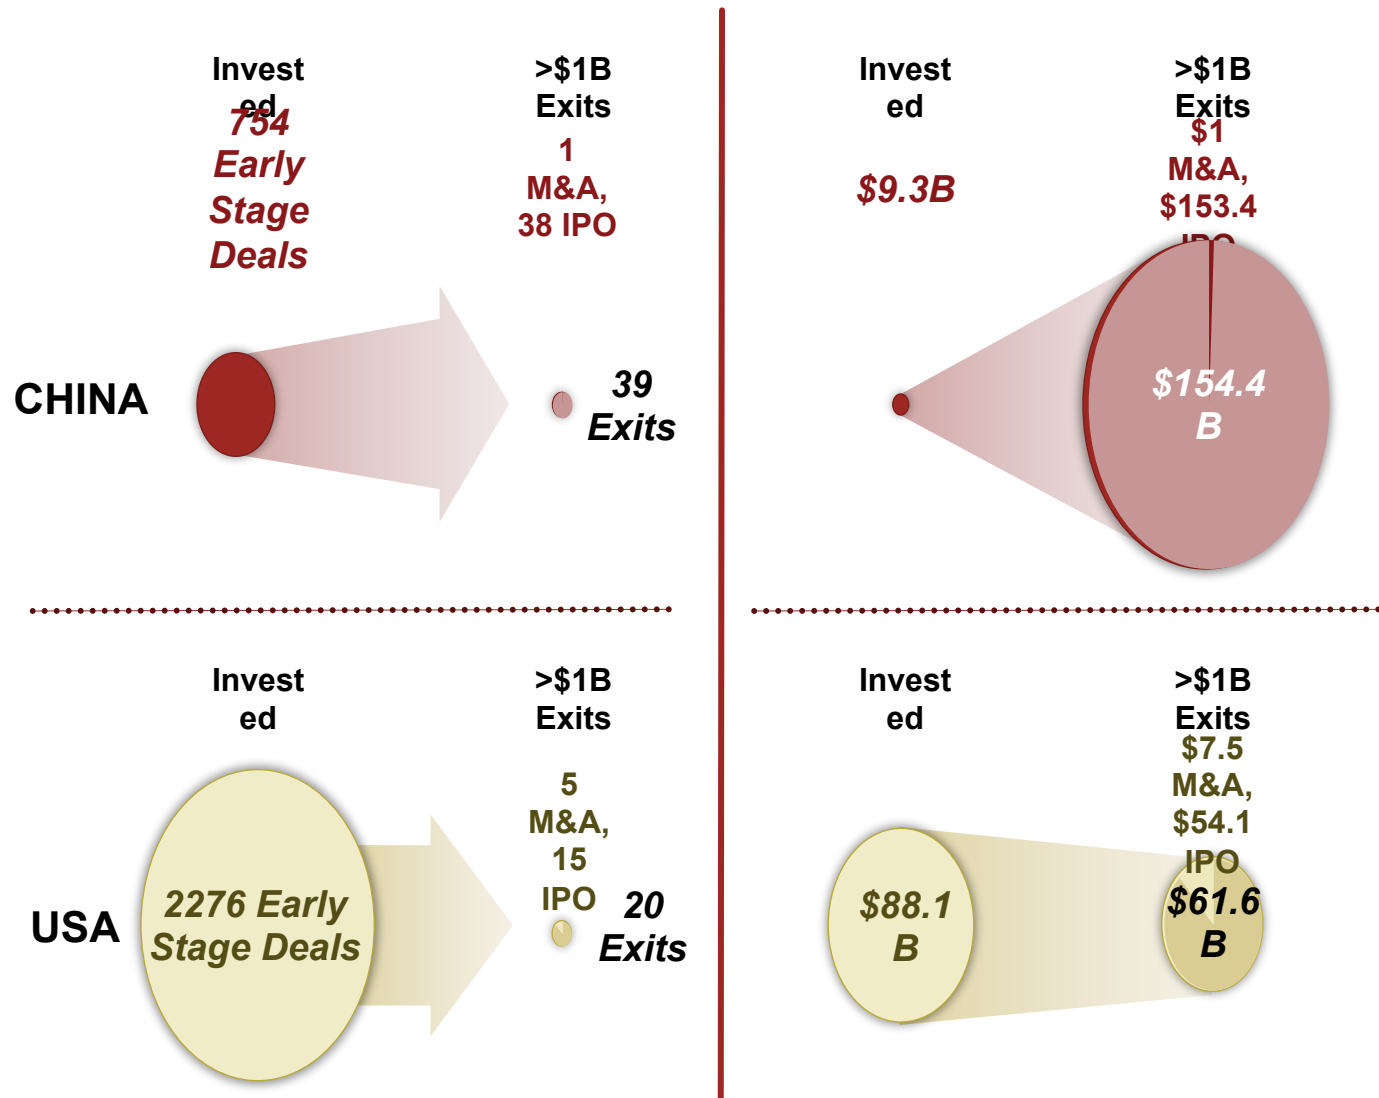 Invest
ed
754
Early
Stage
Deals
>$1B
Exits
1
M&A,
38 IPO
CHINA
39
Exits
Invest
ed
$9.3B
>$1B
Exits
$1
M&A,
$153.4
IPO
$154.4
B
Invest
ed
>$1B
Exits
5
M&A,
15
IPO
USA
2276 Early
Stage Deals
20
Exits
Invest
ed
$88.1
B
>$1B
Exits
$7.5
M&A,
$54.1
IPO
$61.6
B